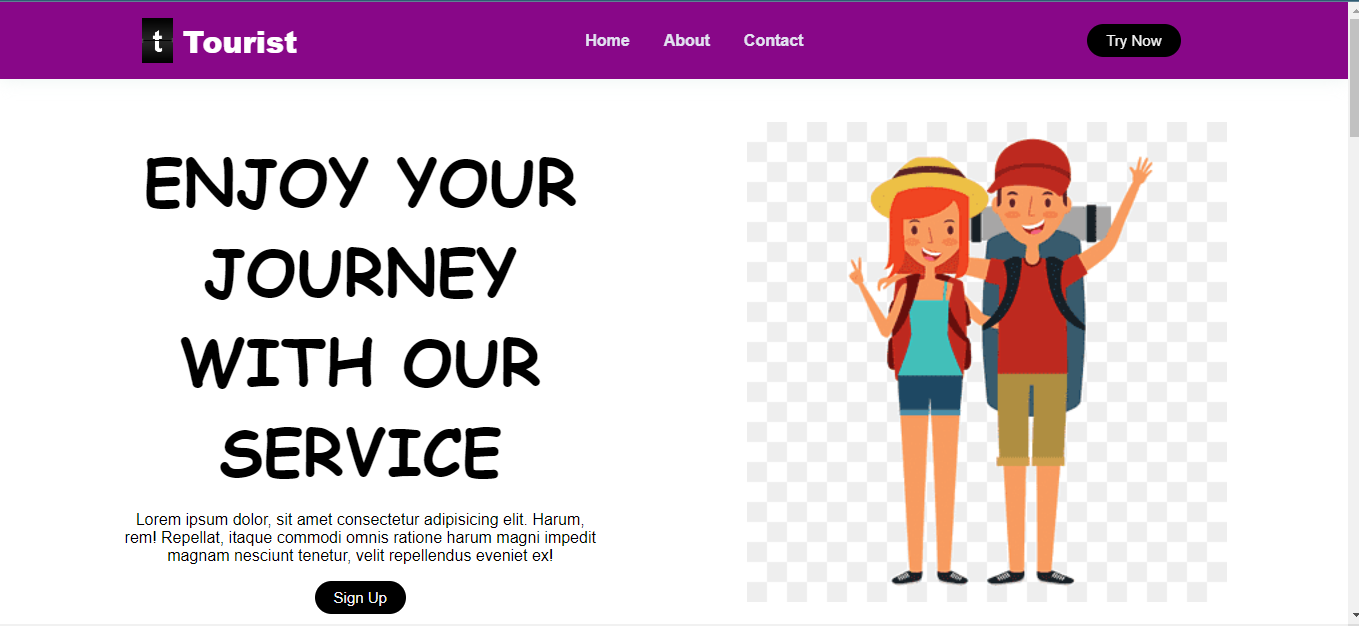 t Tourist
Home About Contact
Try Now
ENJOY YOUR
JOURNEY
WITH OUR
SERVICE
Lorem ipsum dolor, sit amet consectetur adipisicing elit. Harum,
rem! Repellat, itaque commodi omnis ratione harum magni impedit
magnam nesciunt tenetur, velit repellendus eveniet ex!
Sign Up